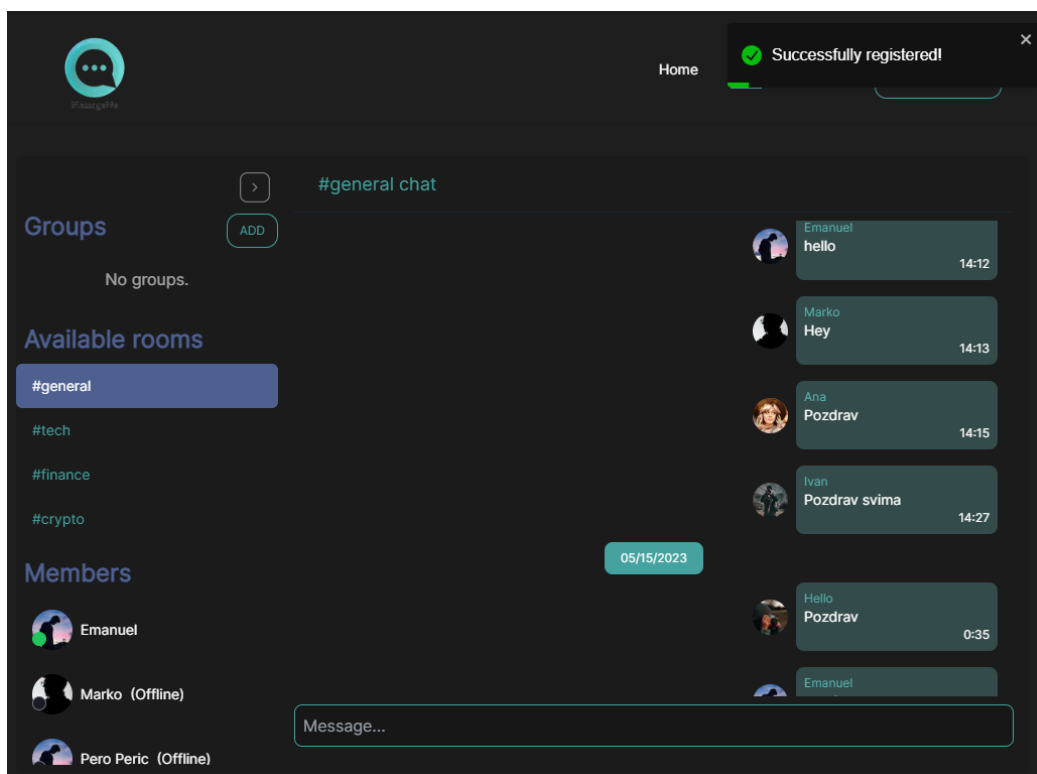 Successfully registered!
Home
MessageMe
#general chat
Groups
ADD
No groups.
Available rooms
#general
#tech
#finance
#crypto
Members
Emanuel
Marko (Offline)
Pero Peric (Offline)
Emanuel
hello
14:12
Marko
Hey
14:13
Ana
Pozdrav
14:15
Ivan
Pozdrav svima
14:27
05/15/2023
Hello
Pozdrav
0:35
Emanuel
Message...